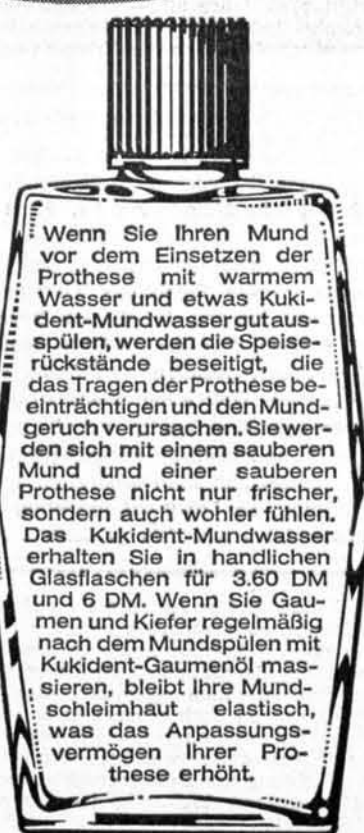 Wenn Sie Ihren Mund
vor dem Einsetzen der
Prothese mit warmem
Wasser und etwas Kuki-
dent-Mundwasser gut aus-
spülen, werden die Speise-
rückstände beseitigt, die
das Tragen der Prothese be-
einträchtigen und den Mund-
geruch verursachen. Sie wer-
den sich mit einem sauberen
Mund und einer sauberen
Prothese nicht nur frischer,
sondern auch wohler fühlen.
Das Kukident-Mundwasser
erhalten Sie in handlichen
Glasflaschen für 3.60 DM
und 6 DM. Wenn Sie Gau-
men und Kiefer regelmäßig
nach dem Mundspülen mit
Kukident-Gaumenöl mas-
sieren, bleibt Ihre Mund-
schleimhaut elastisch,
was das Anpassungs-
vermögen Ihrer Pro-
these erhöht.